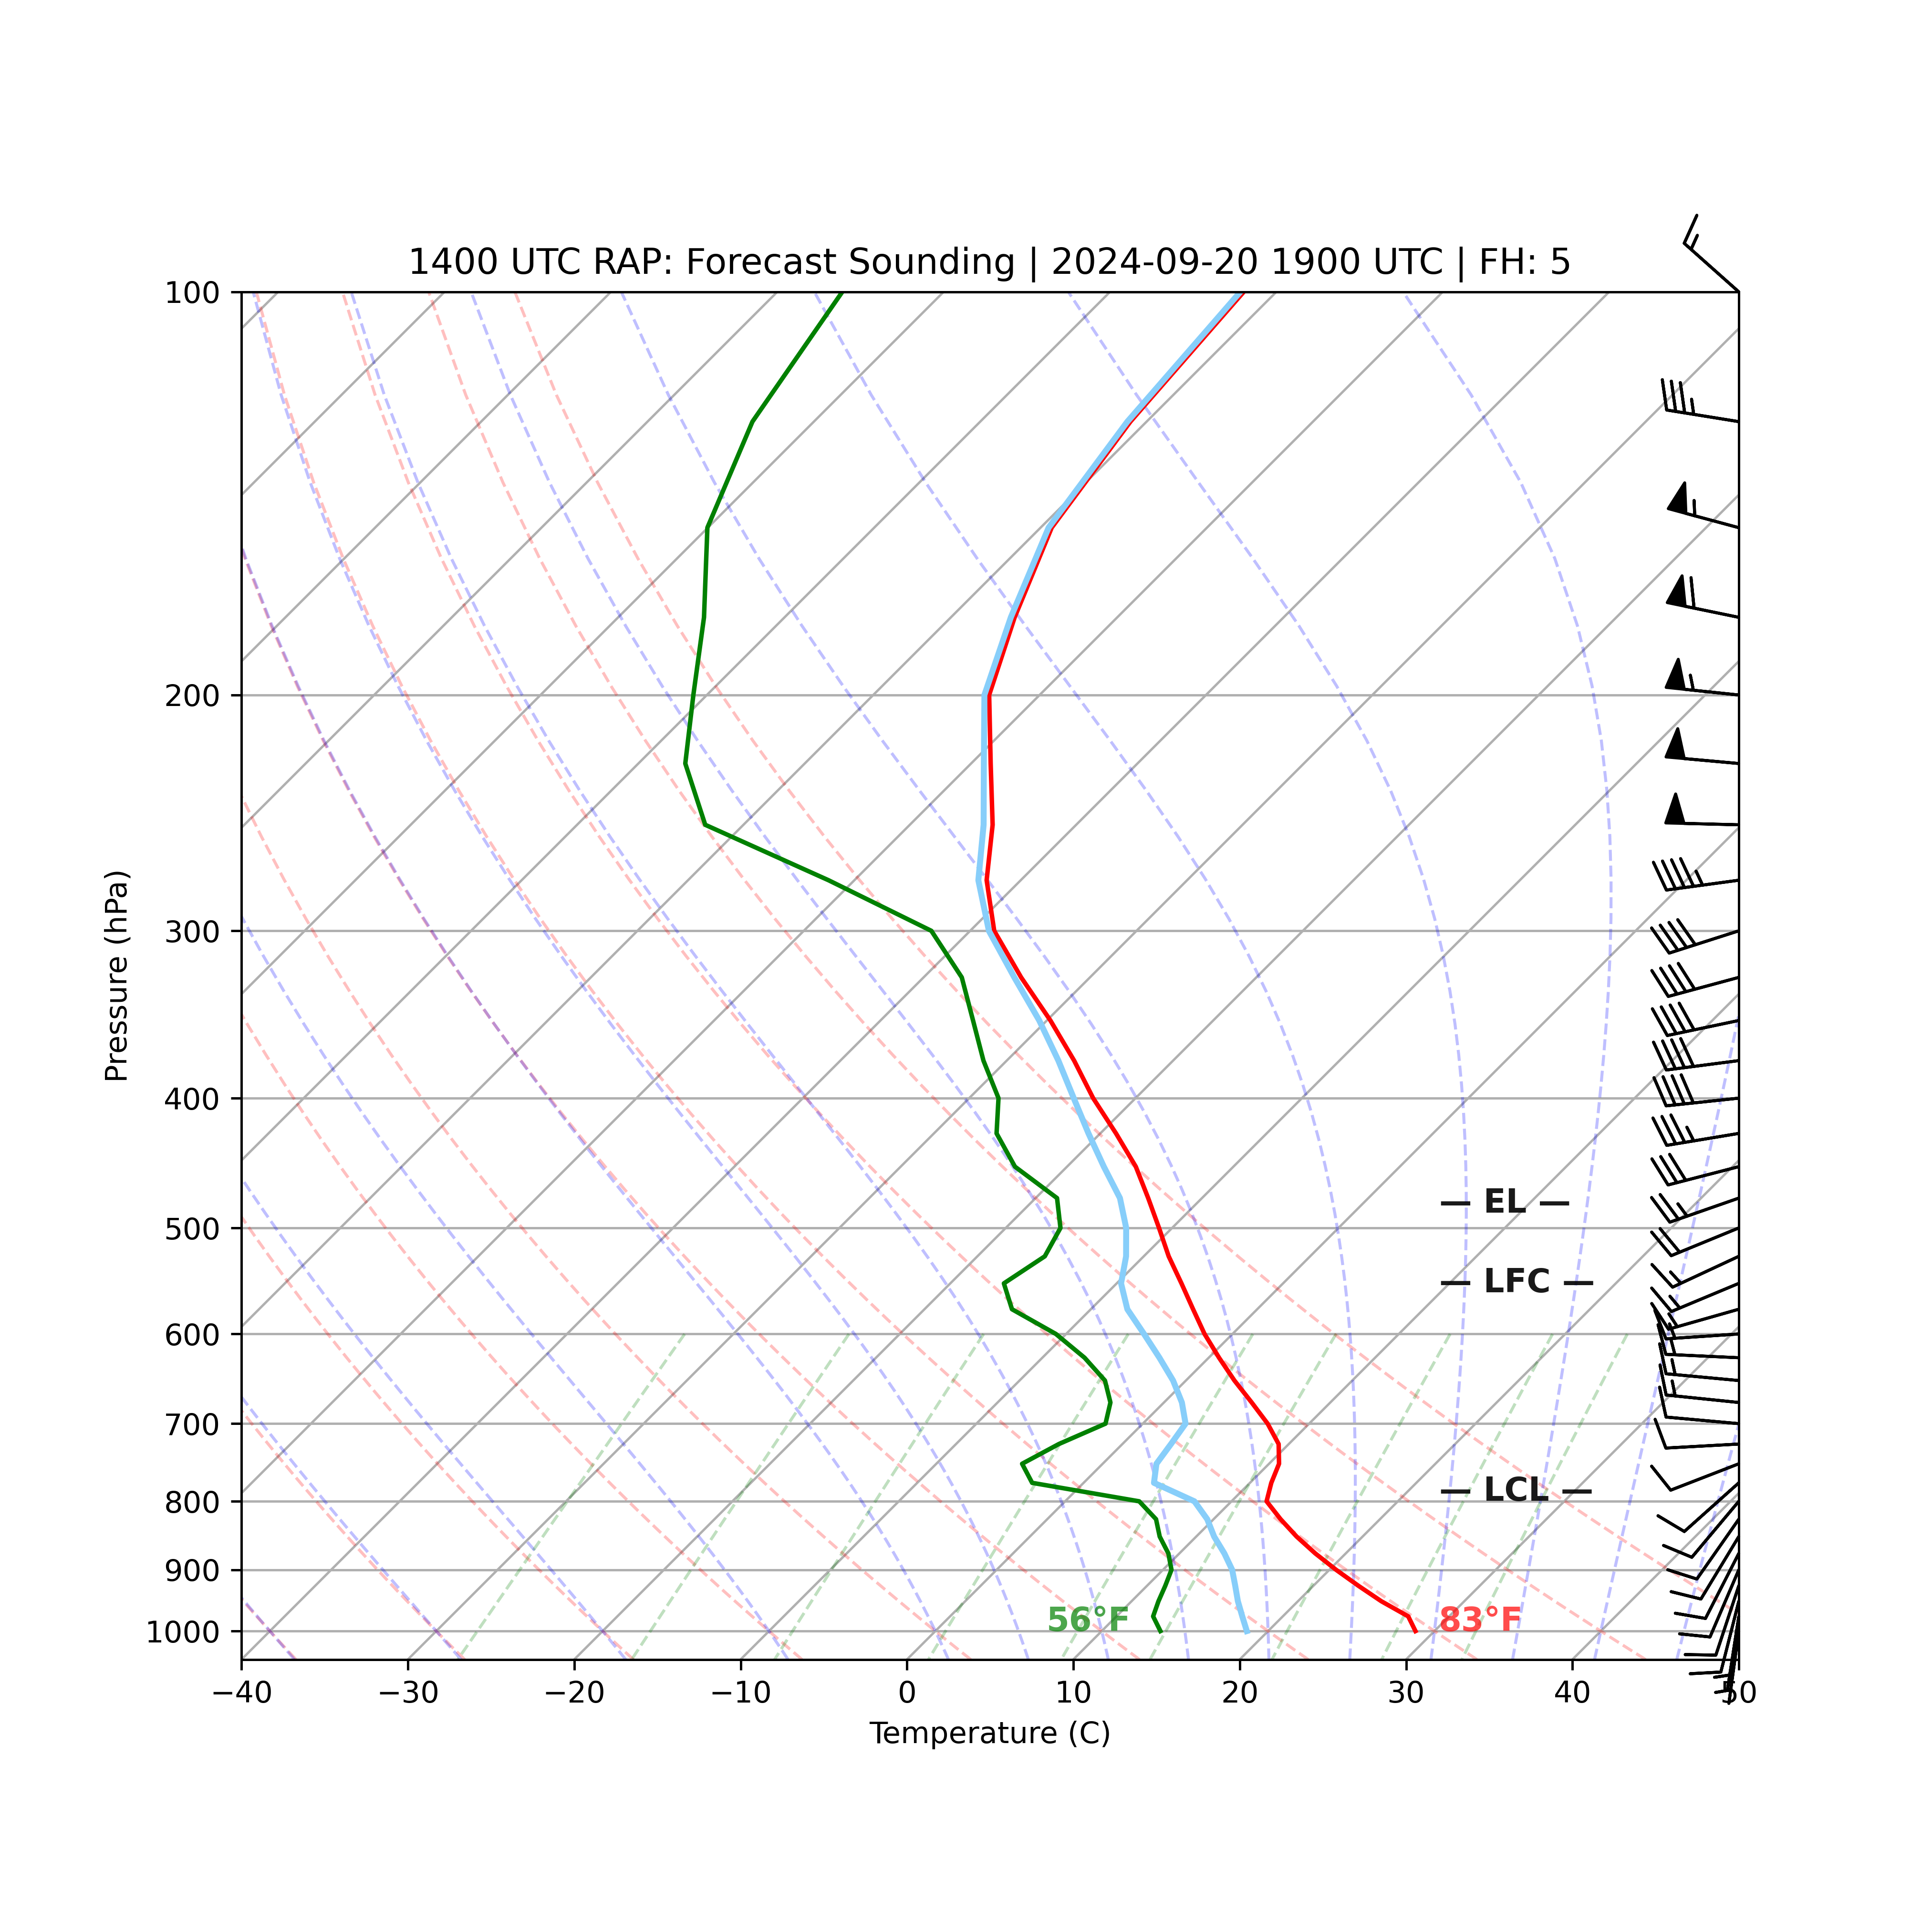 1400 UTC RAP: Forecast Sounding | 2024-09-20 1900 UTC | FH: 5
100
200
300
400
500
600
700
800
900
1000
Pressure (hPa)
— EL —
— LFC —
— LCL —
56°F
83°F
−40 −30 −20 −10 0 10 20 30 40 50
Temperature (C)